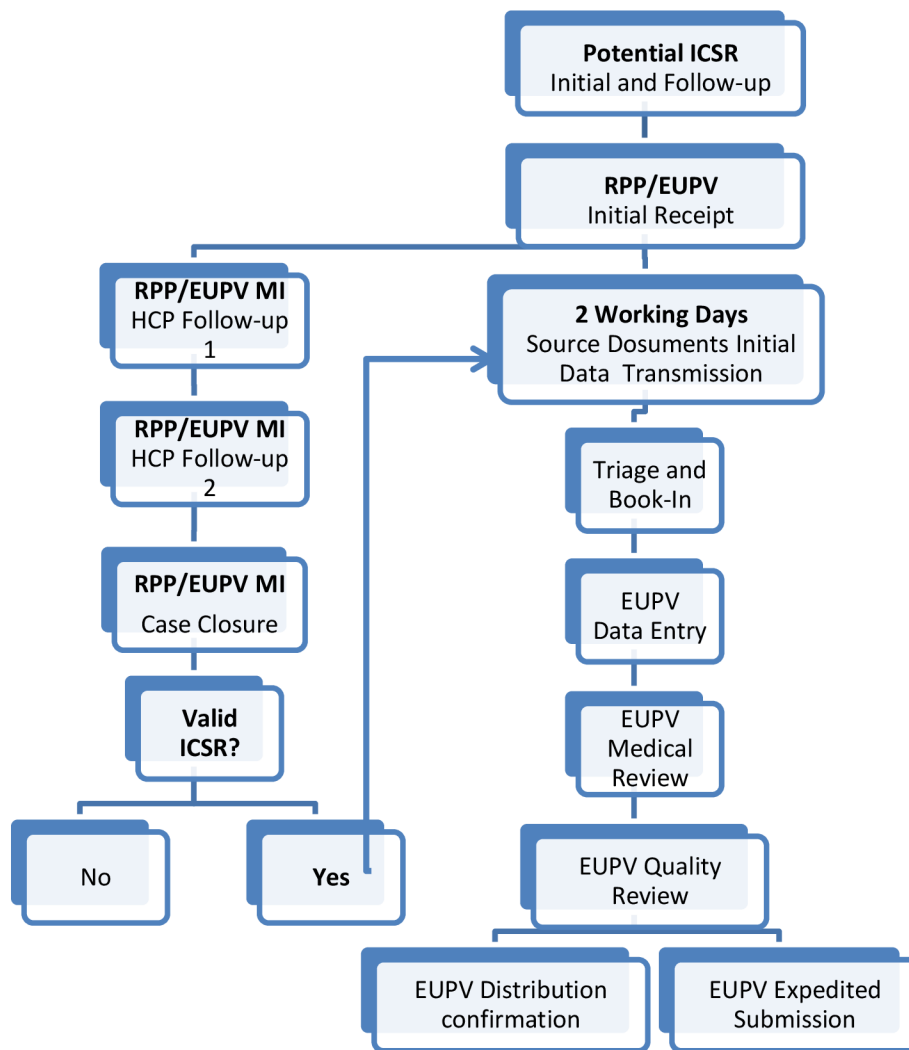 Potential ICSR
Initial and Follow-up
RPP/EUPV
Initial Receipt
RPP/EUPV MI
HCP Follow-up
1
RPP/EUPV MI
HCP Follow-up
2
RPP/EUPV MI
Case Closure
Valid
ICSR?
No
Yes
2 Working Days
Source Dosuments Initial
Data Transmission
Triage and
Book-In
EUPV
Data Entry
EUPV
Medical
Review
EUPV Quality
Review
EUPV Distribution
confirmation
EUPV Expedited
Submission